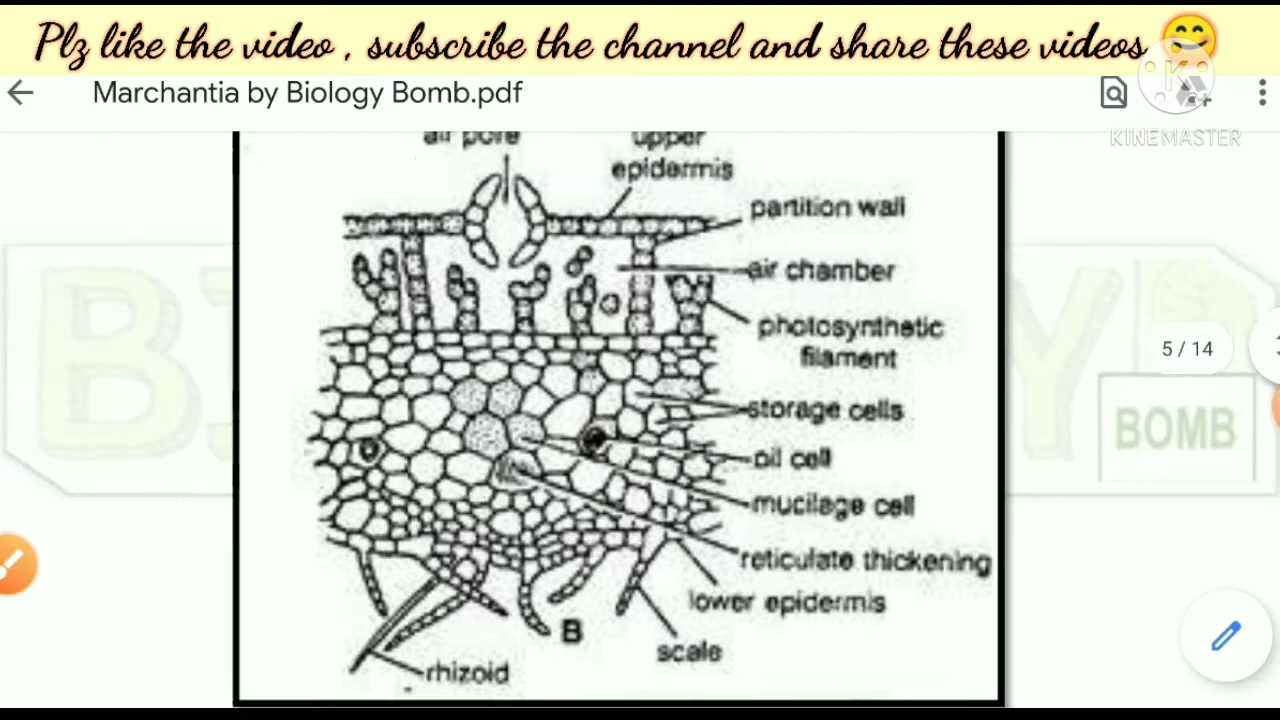 Plz like the video , subscribe the channel and share these videos
Marchantia by Biology Bomb.pdf
KINEMASTER
air pore
upper
epidermis
partition wall
air chamber
photosynthetic
filament
5 / 14
storage cells
BOMB
oil cell
mucilage cell
reticulate thickening
lower epidermis
B
scale
rhizoid